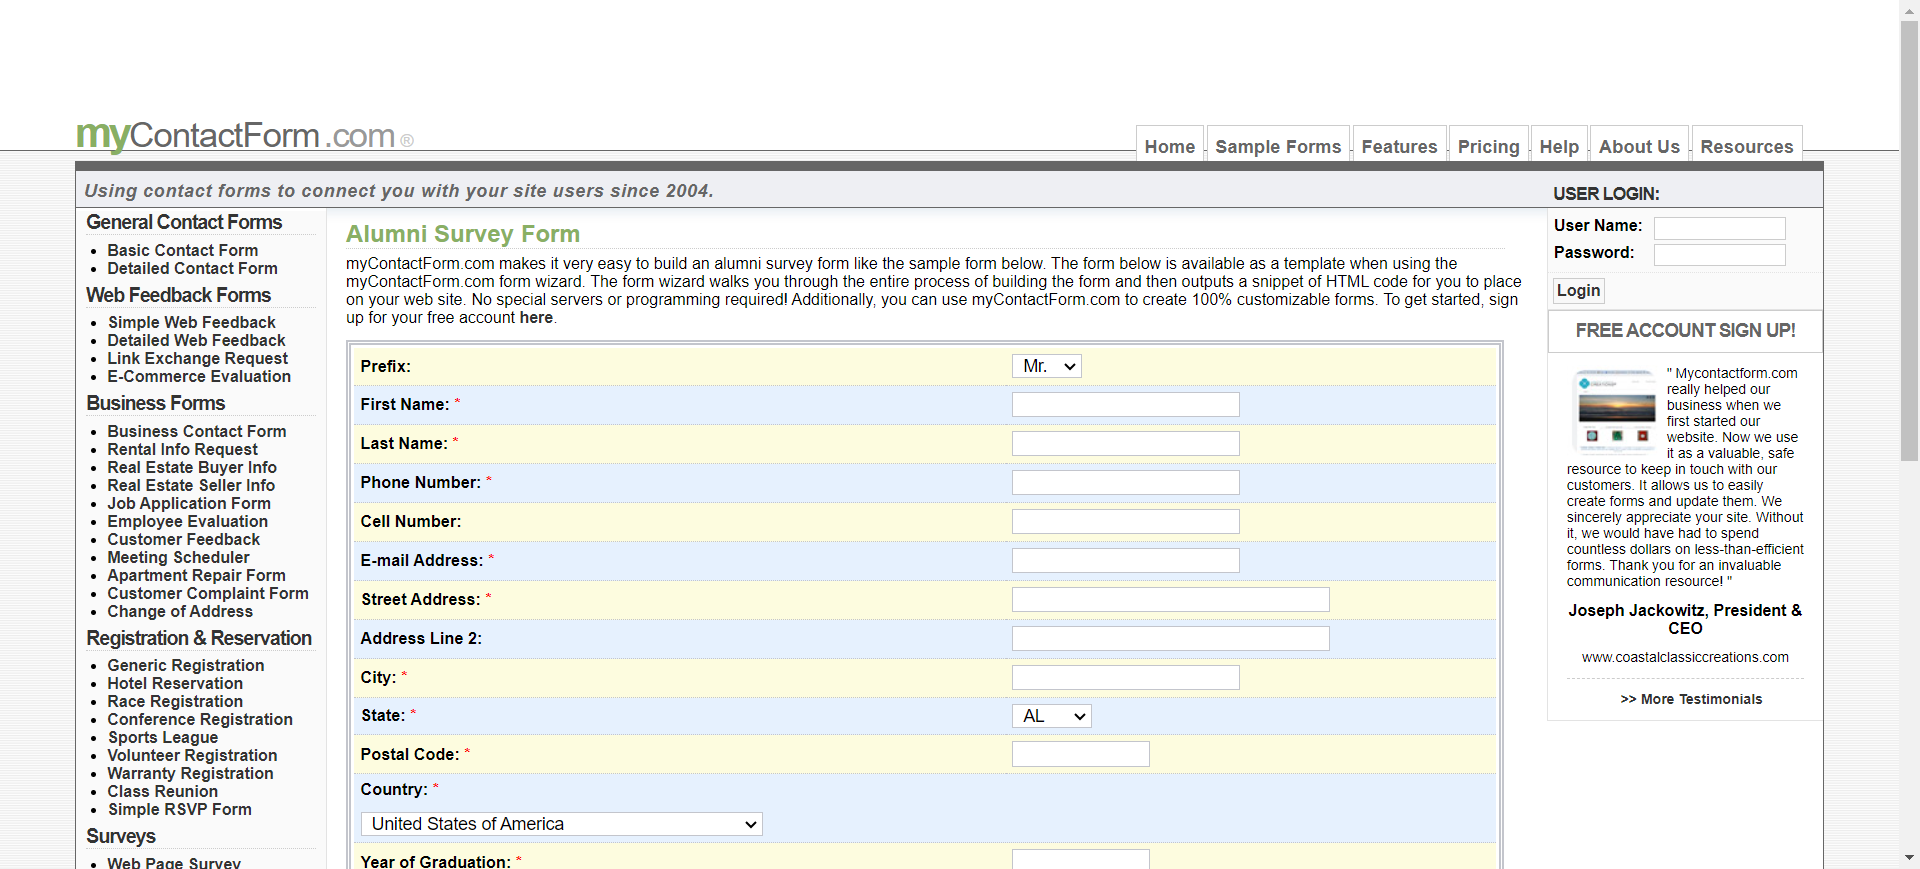 myContactForm.com®
Home
Sample Forms
Features
Pricing
Help
About Us
Resources
Using contact forms to connect you with your site users since 2004.
USER LOGIN:
General Contact Forms
Basic Contact Form
Detailed Contact Form
Web Feedback Forms
Simple Web Feedback
Detailed Web Feedback
Link Exchange Request
E-Commerce Evaluation
Business Forms
Business Contact Form
Rental Info Request
Real Estate Buyer Info
Real Estate Seller Info
Job Application Form
Employee Evaluation
Customer Feedback
Meeting Scheduler
Apartment Repair Form
Customer Complaint Form
Change of Address
Registration & Reservation
Generic Registration
Hotel Reservation
Race Registration
Conference Registration
Sports League
Volunteer Registration
Warranty Registration
Class Reunion
Simple RSVP Form
Surveys
Web Page Survey
Alumni Survey Form
myContactForm.com makes it very easy to build an alumni survey form like the sample form below. The form below is available as a template when using the
myContactForm.com form wizard. The form wizard walks you through the entire process of building the form and then outputs a snippet of HTML code for you to place
on your web site. No special servers or programming required! Additionally, you can use myContactForm.com to create 100% customizable forms. To get started, sign
up for your free account here.
Prefix: Mr.
First Name: *
Last Name: *
Phone Number: *
Cell Number:
E-mail Address: *
Street Address: *
Address Line 2:
City: *
State: * AL
Postal Code: *
Country: *
United States of America
Year of Graduation: *
User Name:
Password:
Login
FREE ACCOUNT SIGN UP!
" Mycontactform.com
really helped our
business when we
first started our
website. Now we use
it as a valuable, safe
resource to keep in touch with our
customers. It allows us to easily
create forms and update them. We
sincerely appreciate your site. Without
it, we would have had to spend
countless dollars on less-than-efficient
forms. Thank you for an invaluable
communication resource! "
Joseph Jackowitz, President &
CEO
www.coastalclassiccreations.com
>> More Testimonials